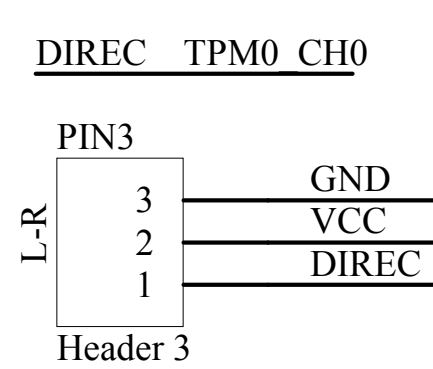 DIREC TPM0_CH0
PIN3
L-R
3 GND
2 VCC
1 DIREC
Header 3